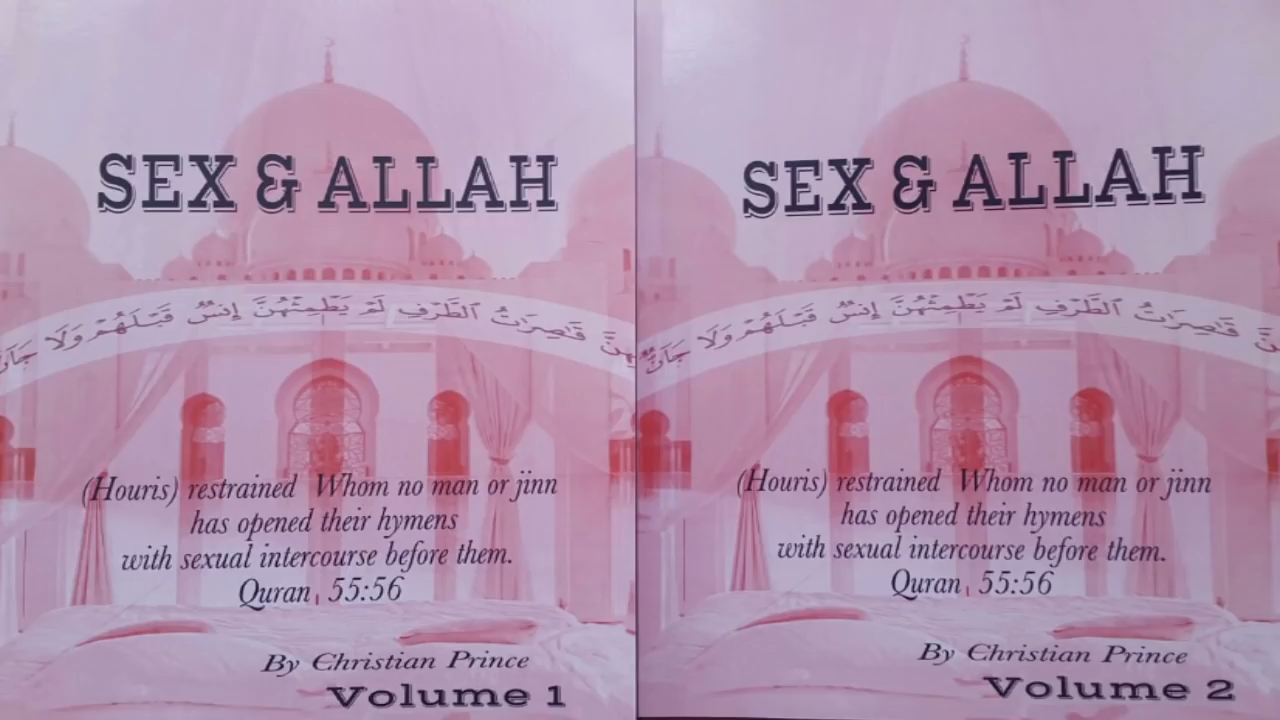 SEX & ALLAH
قَٰصِرَٰتُ ٱلطَّرْفِ لَمْ يَطْمِثْهُنَّ إِنسٌ قَبْلَهُمْ وَلَا جَانٌّ
(Houris) restrained Whom no man or jinn
has opened their hymens
with sexual intercourse before them.
Quran 55:56
By Christian Prince
Volume 1
SEX & ALLAH
قَٰصِرَٰتُ ٱلطَّرْفِ لَمْ يَطْمِثْهُنَّ إِنسٌ قَبْلَهُمْ وَلَا جَانٌّ
(Houris) restrained Whom no man or jinn
has opened their hymens
with sexual intercourse before them.
Quran 55:56
By Christian Prince
Volume 2